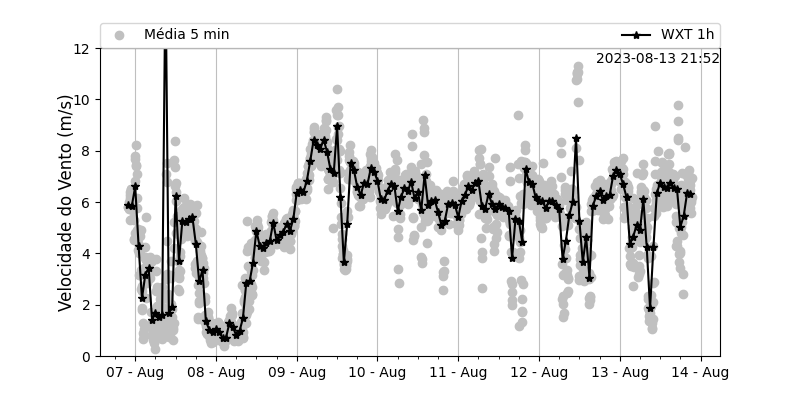 Média 5 min
WXT 1h
2023-08-13 21:52
Velocidade do Vento (m/s)
12
10
8
6
4
2
0
07 - Aug
08 - Aug
09 - Aug
10 - Aug
11 - Aug
12 - Aug
13 - Aug
14 - Aug